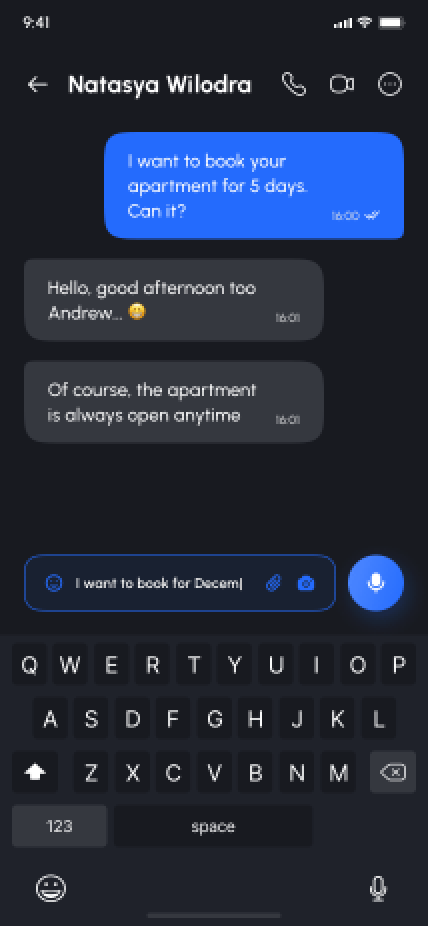 9:41
Natasya Wilodra
I want to book your
apartment for 5 days.
Can it?
16:00
Hello, good afternoon too
Andrew... 😁
16:01
Of course, the apartment
is always open anytime
16:01
I want to book for Decem
Q W E R T Y U I O P
A S D F G H J K L
Z X C V B N M
123 space